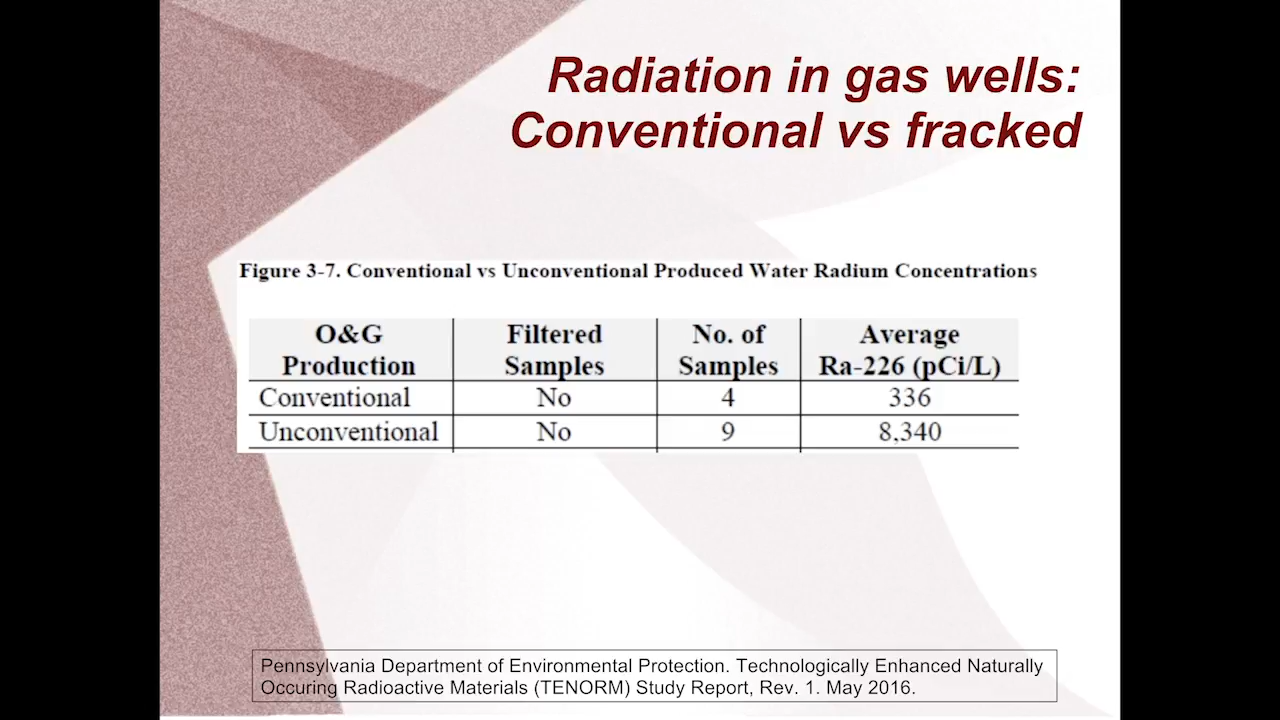 Radiation in gas wells:
Conventional vs fracked
Figure 3-7. Conventional vs Unconventional Produced Water Radium Concentrations
O&G Production Filtered Samples No. of Samples Average Ra-226 (pCi/L)
Conventional No 4 336
Unconventional No 9 8,340
Pennsylvania Department of Environmental Protection. Technologically Enhanced Naturally
Occuring Radioactive Materials (TENORM) Study Report, Rev. 1. May 2016.